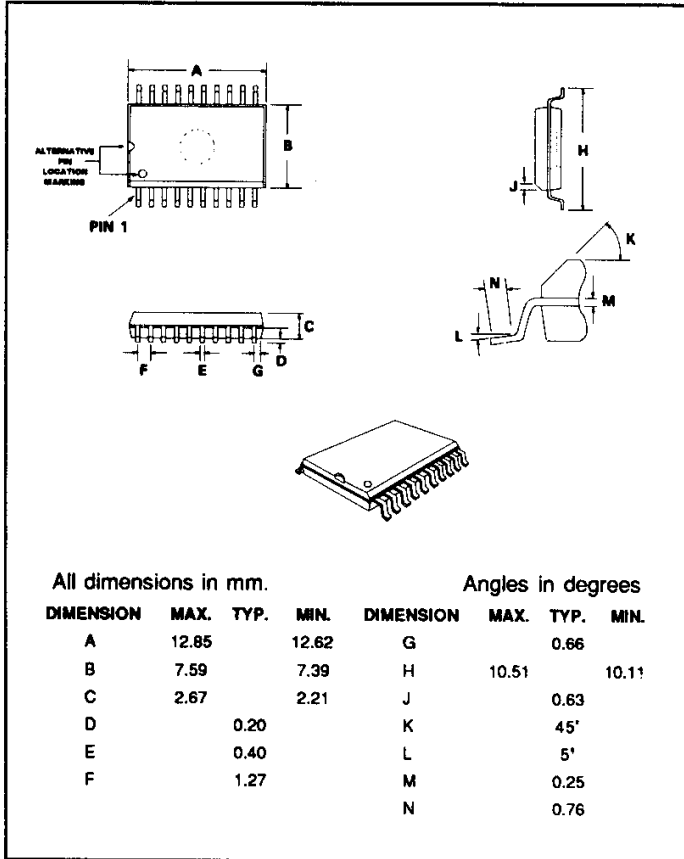 A
B
ALTERNATIVE
PIN
LOCATION
MARKING
PIN 1
H
J
K
N
M
L
C
D
F E G
All dimensions in mm. Angles in degrees
DIMENSION MAX. TYP. MIN. DIMENSION MAX. TYP. MIN.
A 12.85 12.62 G 0.66
B 7.59 7.39 H 10.51 10.11
C 2.67 2.21 J 0.63
D 0.20 K 45'
E 0.40 L 5'
F 1.27 M 0.25
N 0.76